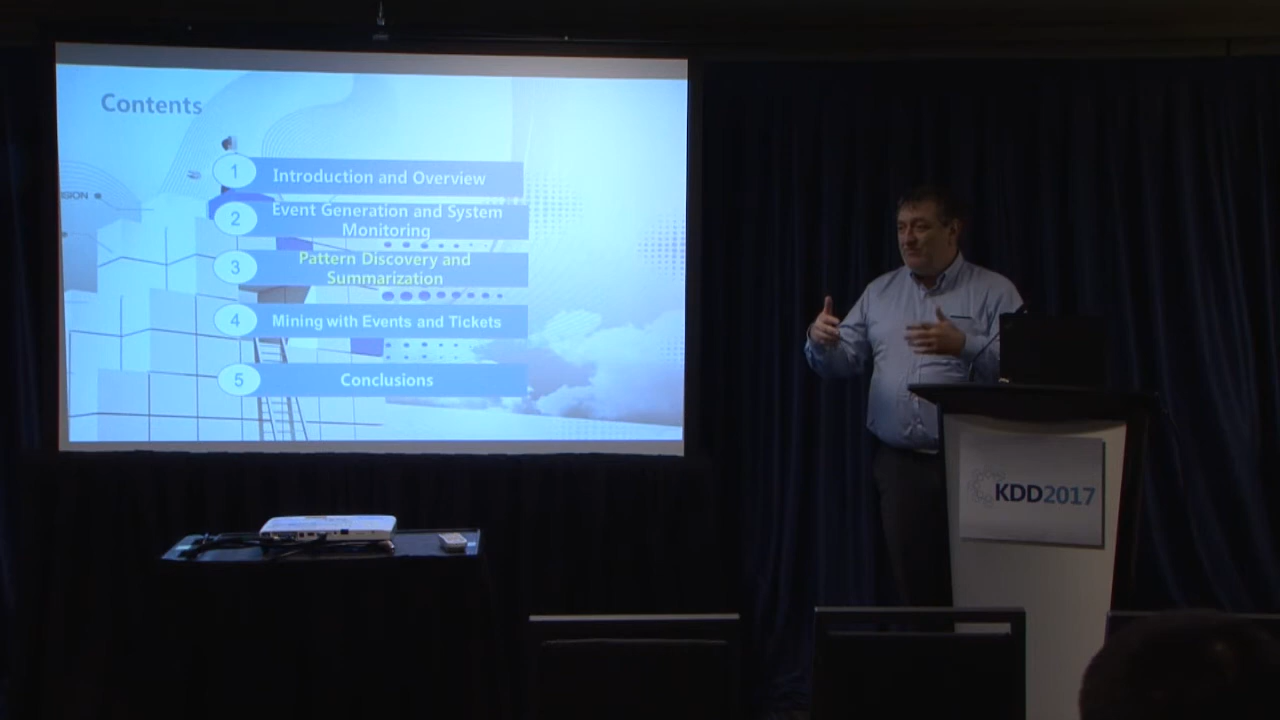 Contents
1
Introduction and Overview
2
Event Generation and System
Monitoring
3
Pattern Discovery and
Summarization
4
Mining with Events and Tickets
5
Conclusions
KDD2017